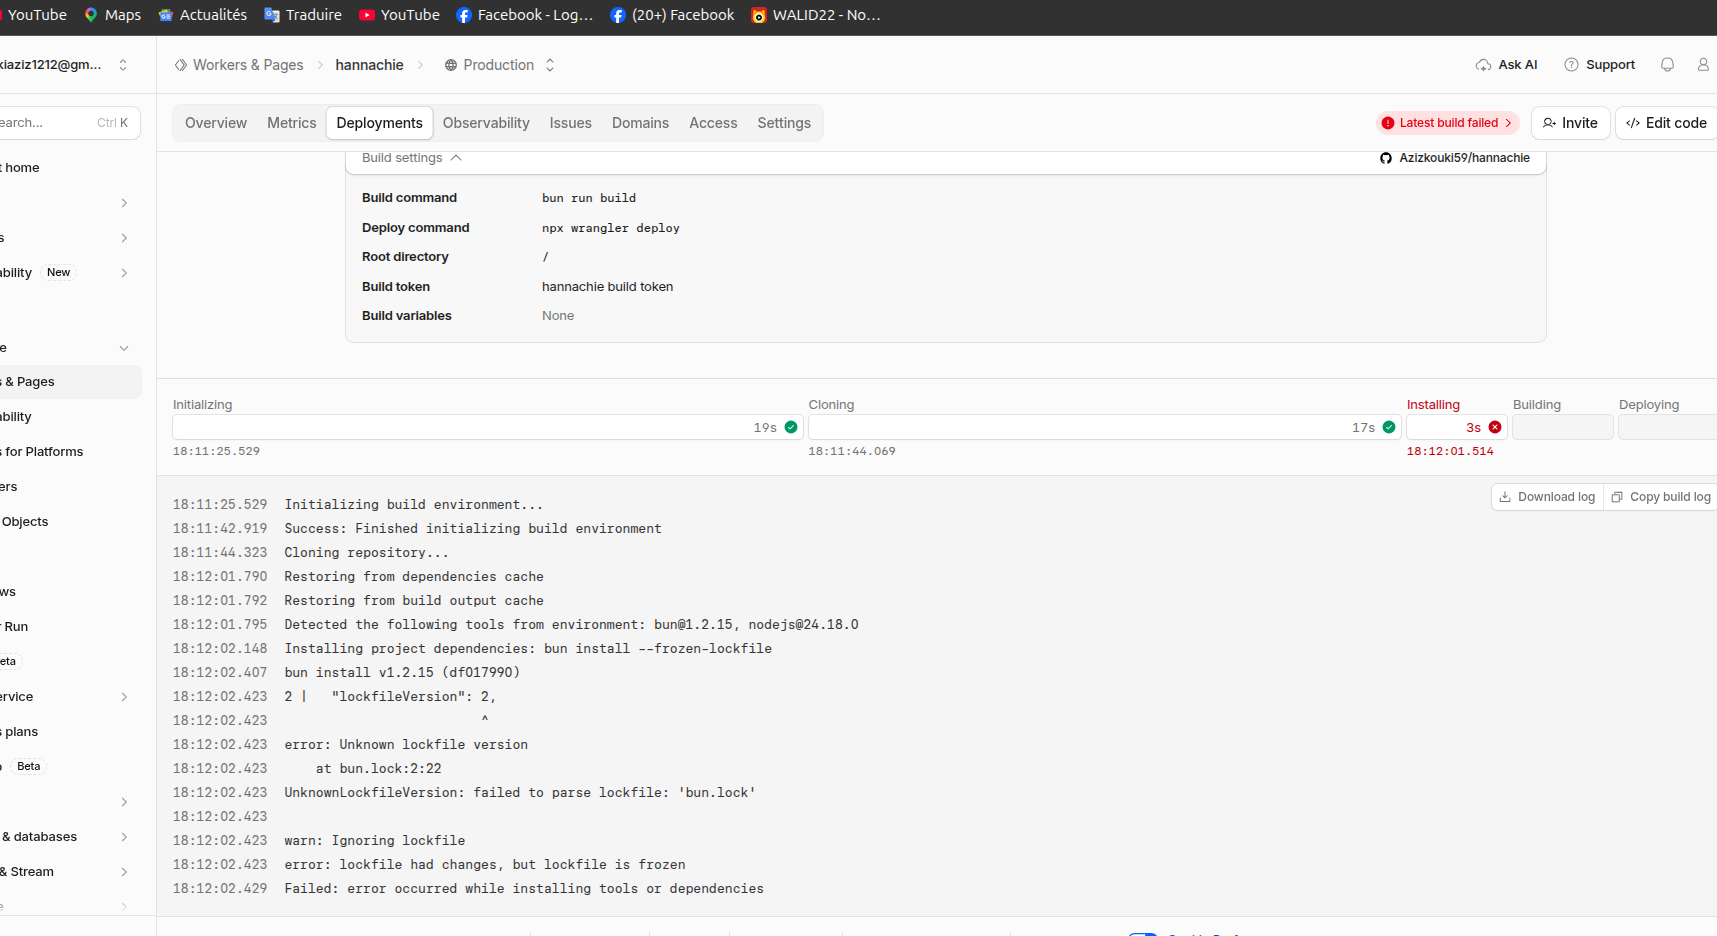 YouTube Maps Actualités Traduire YouTube Facebook - Log... (20+) Facebook WALID22 - No...
kiaziz1212@gm... Workers & Pages hannachie Production Ask AI Support
earch... Ctrl K Overview Metrics Deployments Observability Issues Domains Access Settings Latest build failed Invite Edit code
Build settings Azizkouki59/hannachie
t home
Build command bun run build
Deploy command npx wrangler deploy
s
Root directory /
ability New
Build token hannachie build token
Build variables None
e
s & Pages
Initializing Cloning Installing Building Deploying
ability
19s 17s 3s
18:11:25.529 18:11:44.069 18:12:01.514
s for Platforms
ers
Download log Copy build log
18:11:25.529 Initializing build environment...
Objects
18:11:42.919 Success: Finished initializing build environment
18:11:44.323 Cloning repository...
18:12:01.790 Restoring from dependencies cache
ws
18:12:01.792 Restoring from build output cache
r Run
18:12:01.795 Detected the following tools from environment: bun@1.2.15, nodejs@24.18.0
18:12:02.148 Installing project dependencies: bun install --frozen-lockfile
eta
18:12:02.407 bun install v1.2.15 (df017990)
ervice
18:12:02.423 2 | "lockfileVersion": 2,
18:12:02.423 ^
s plans
18:12:02.423 error: Unknown lockfile version
Beta
18:12:02.423 at bun.lock:2:22
18:12:02.423 UnknownLockfileVersion: failed to parse lockfile: 'bun.lock'
18:12:02.423
& databases
18:12:02.423 warn: Ignoring lockfile
18:12:02.423 error: lockfile had changes, but lockfile is frozen
& Stream
18:12:02.429 Failed: error occurred while installing tools or dependencies
e